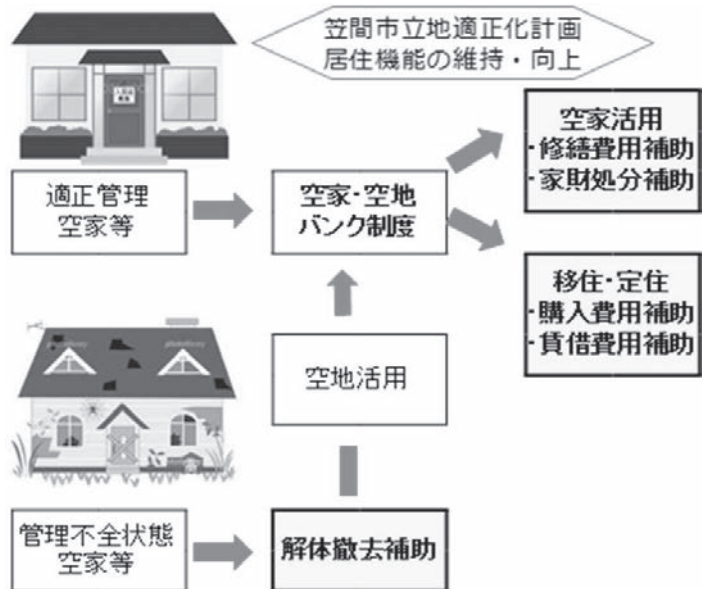 笠間市立地適正化計画
居住機能の維持・向上
空家活用
・修繕費用補助
・家財処分補助
適正管理
空家等
空家・空地
バンク制度
移住・定住
・購入費用補助
・賃借費用補助
空地活用
管理不全状態
空家等
解体撤去補助